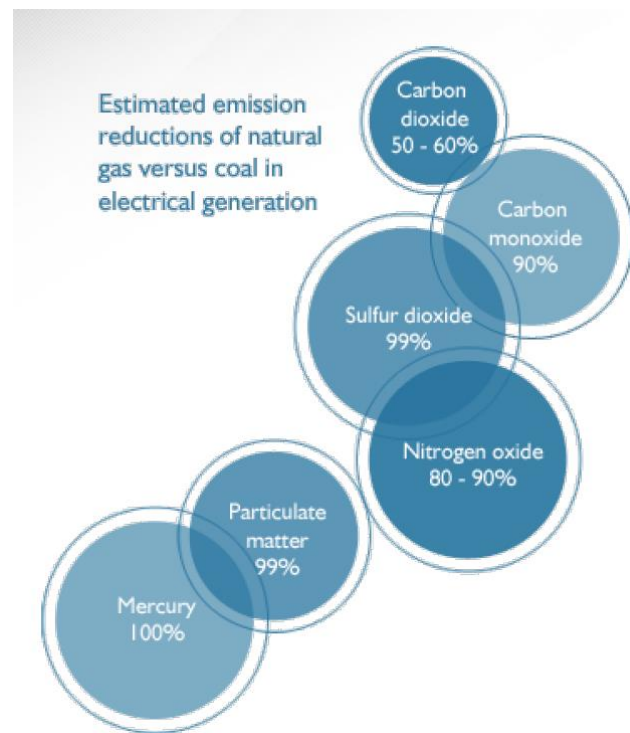 Estimated emission
reductions of natural
gas versus coal in
electrical generation
Carbon
dioxide
50 - 60%
Carbon
monoxide
90%
Sulfur dioxide
99%
Nitrogen oxide
80 - 90%
Particulate
matter
99%
Mercury
100%